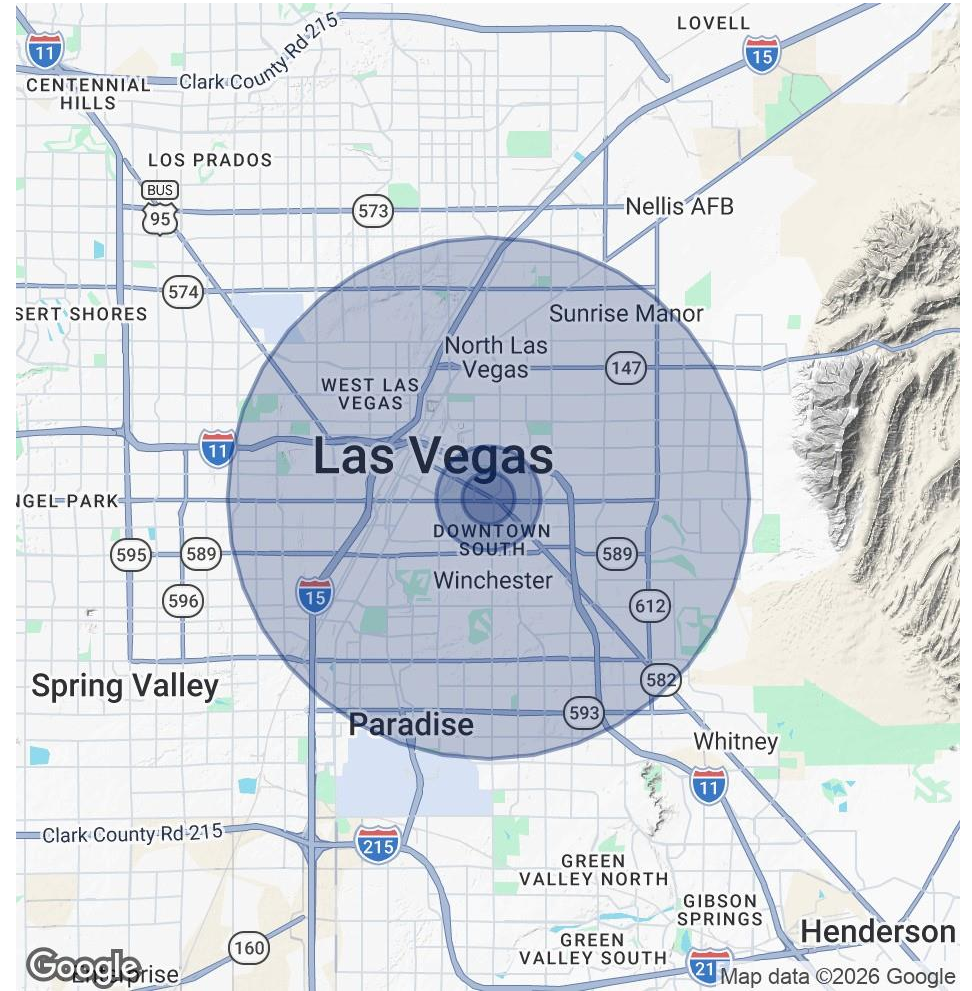 LOVELL
11
Clark County Rd 215
15
CENTENNIAL
HILLS
LOS PRADOS
BUS
95
573
Nellis AFB
574
SERT SHORES
Sunrise Manor
North Las
Vegas
147
WEST LAS
VEGAS
11
Las Vegas
NGEL PARK
DOWNTOWN
SOUTH
595
589
589
Winchester
596
15
612
Spring Valley
582
593
Paradise
Whitney
11
Clark County Rd 215
215
GREEN
VALLEY NORTH
GIBSON
SPRINGS
Henderson
160
GREEN
VALLEY SOUTH
Google
Enterprise
21
Map data ©2026 Google